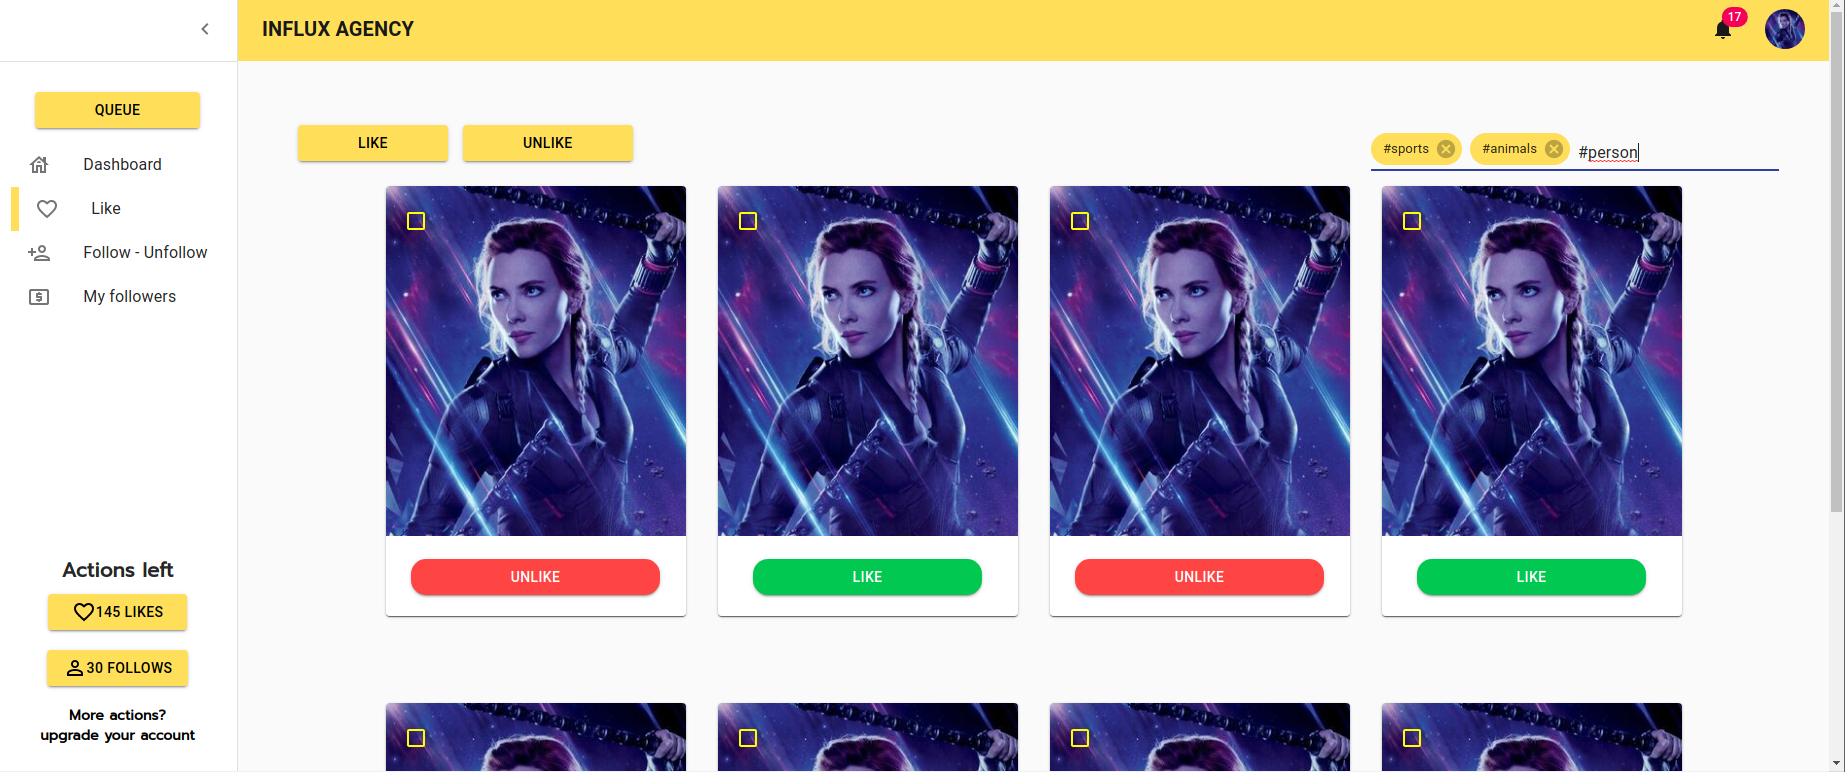 INFLUX AGENCY
17
QUEUE
Dashboard
Like
Follow - Unfollow
My followers
Actions left
145 LIKES
30 FOLLOWS
More actions?
upgrade your account
LIKE
UNLIKE
#sports
#animals
#person
UNLIKE
LIKE
UNLIKE
LIKE